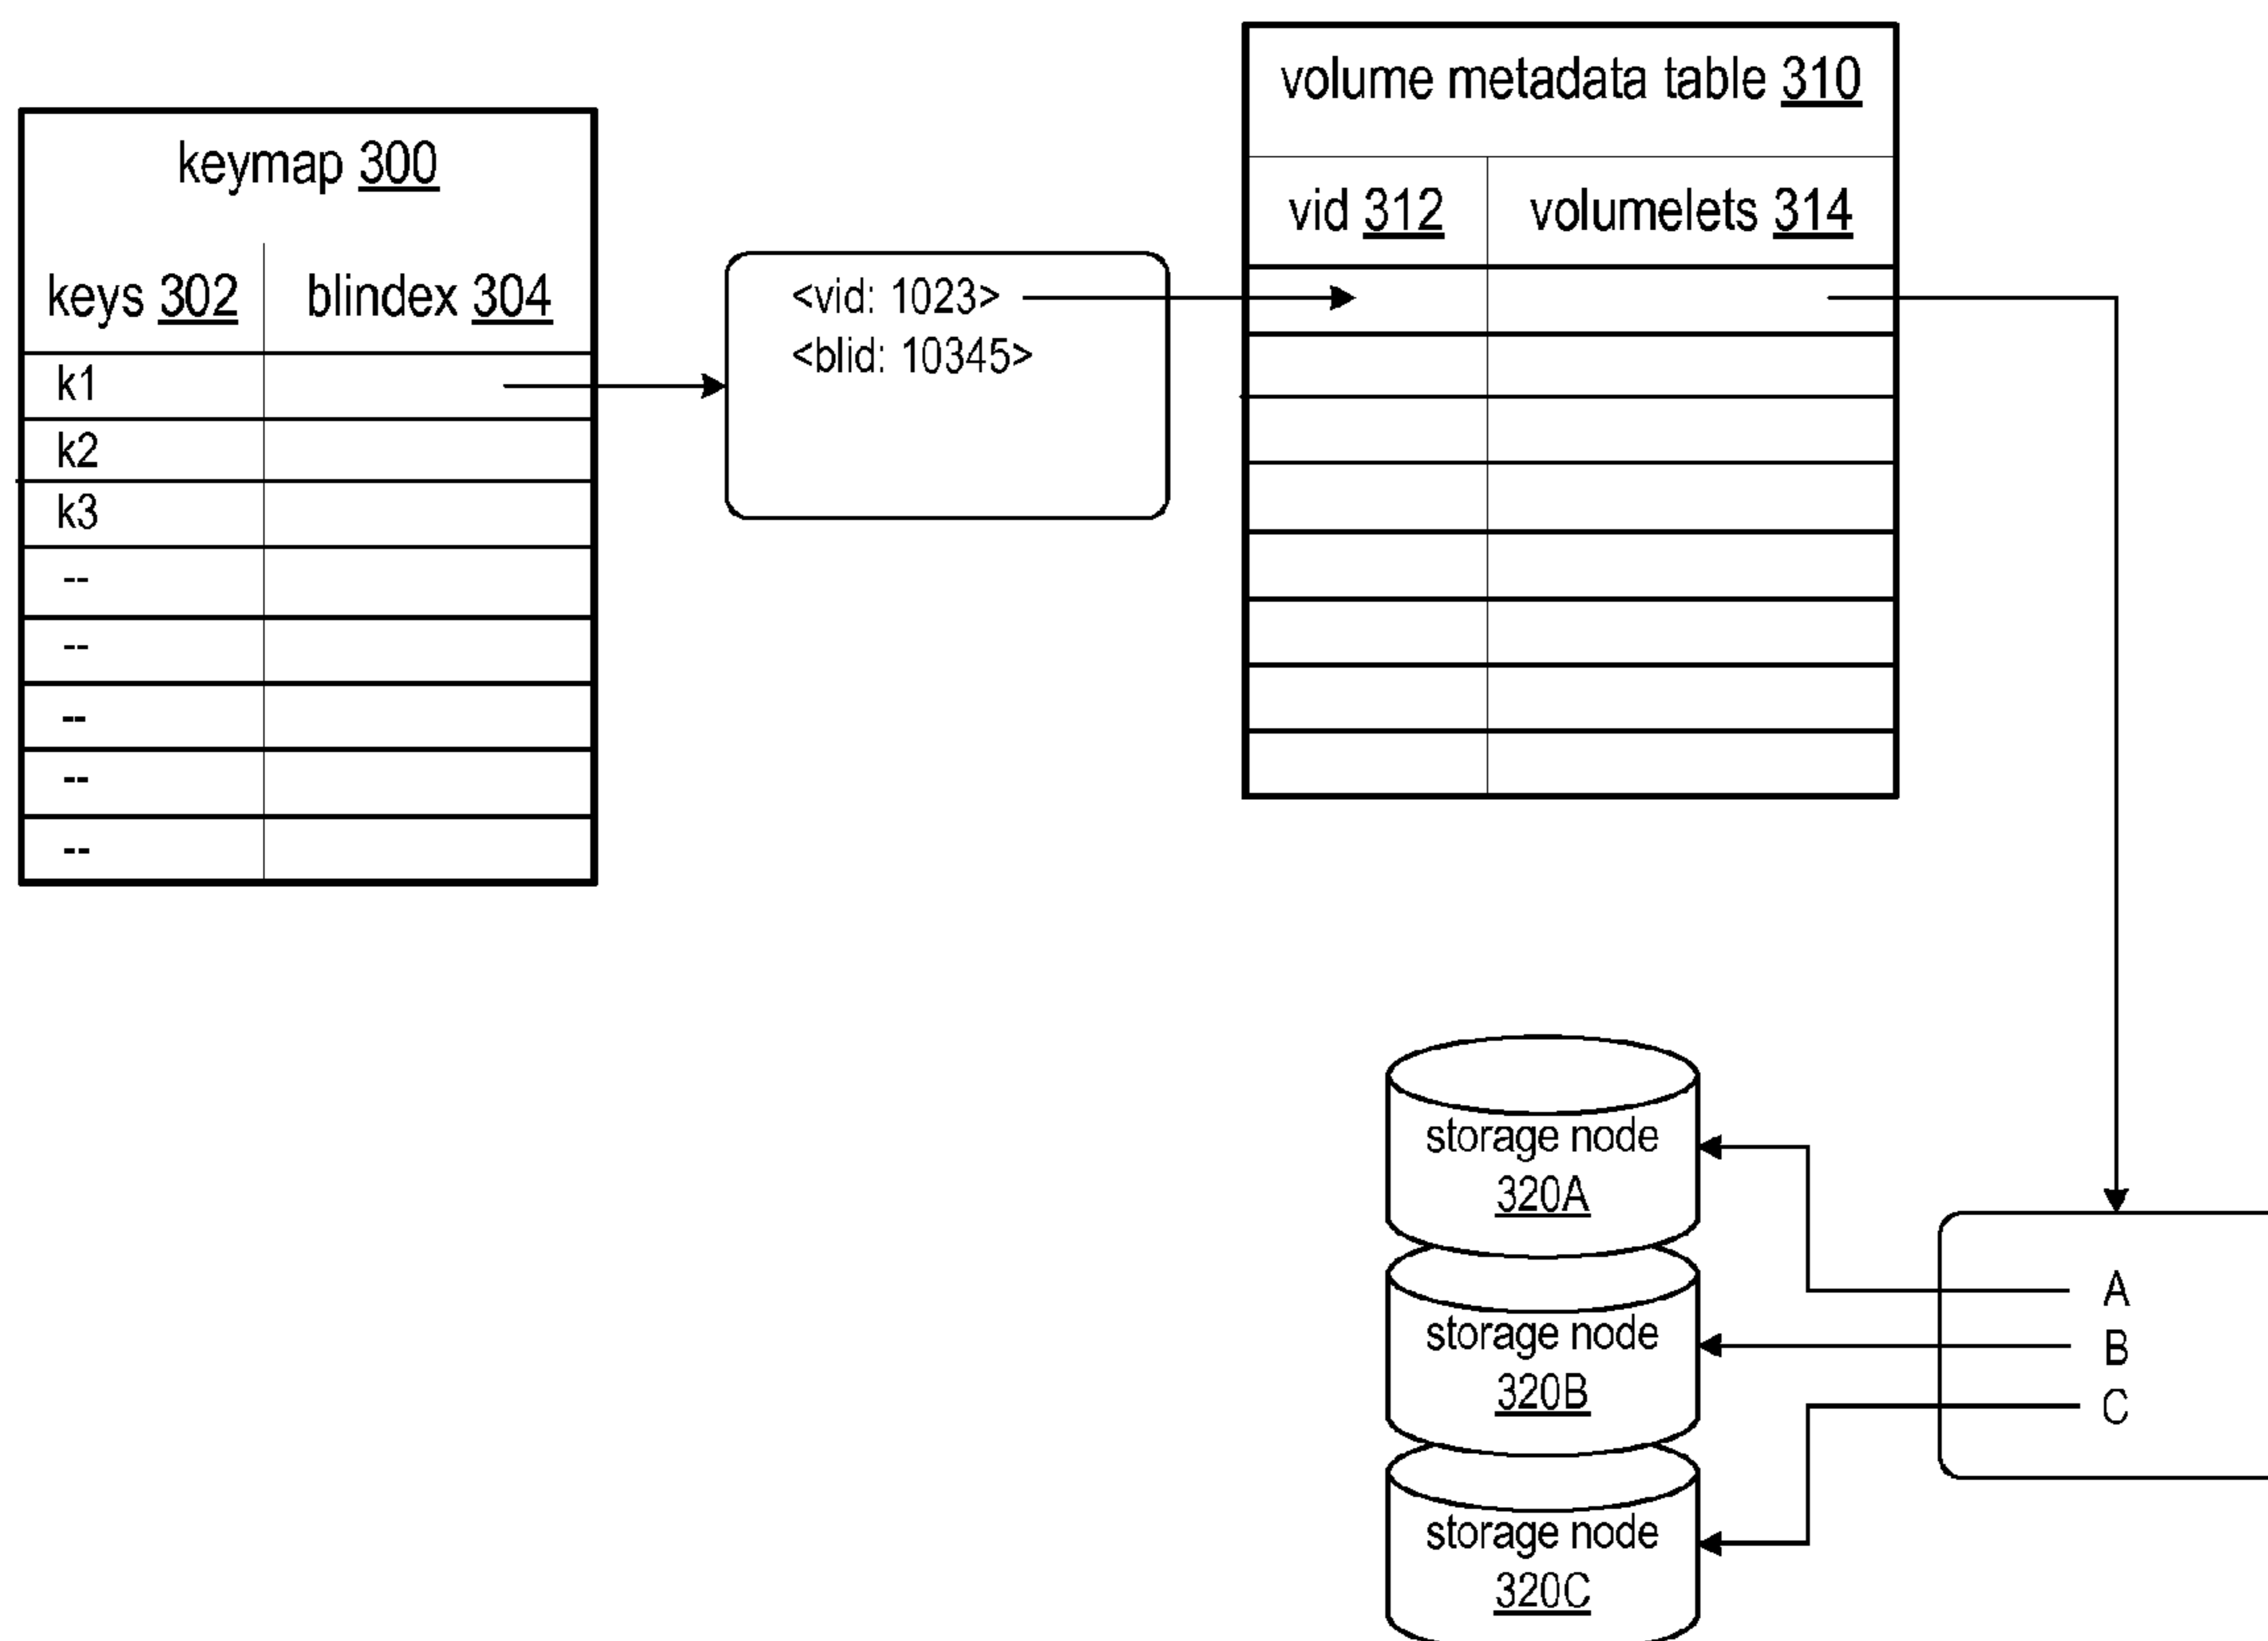 keymap 300
keys 302 blindex 304
k1
k2
k3
--
--
--
--
--
<vid: 1023>
<blid: 10345>
volume metadata table 310
vid 312 volumelets 314
storage node
320A
storage node
320B
storage node
320C
A
B
C